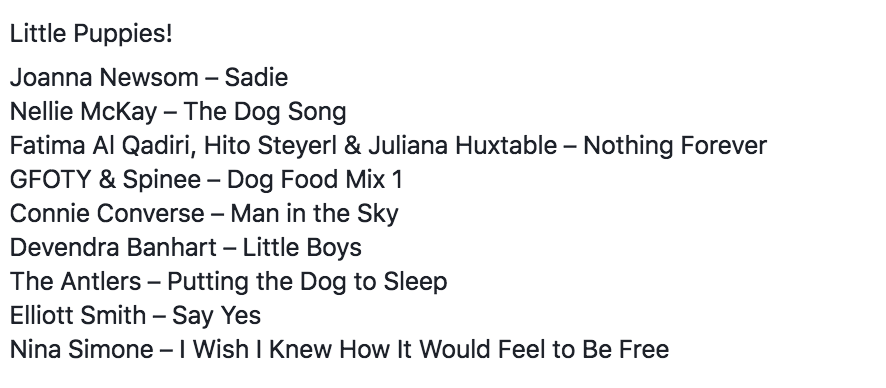 Little Puppies!
Joanna Newsom – Sadie
Nellie McKay – The Dog Song
Fatima Al Qadiri, Hito Steyerl & Juliana Huxtable – Nothing Forever
GFOTY & Spinee – Dog Food Mix 1
Connie Converse – Man in the Sky
Devendra Banhart – Little Boys
The Antlers – Putting the Dog to Sleep
Elliott Smith – Say Yes
Nina Simone – I Wish I Knew How It Would Feel to Be Free